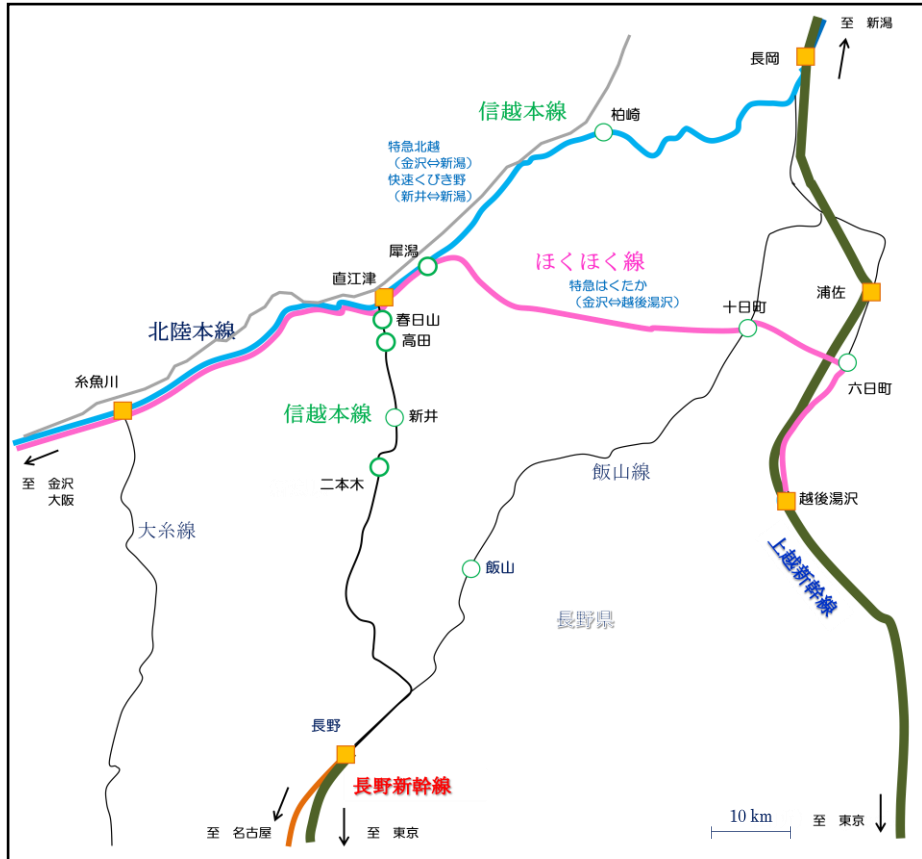 至 新潟
長岡
信越本線
柏崎
特急北越
（金沢⇔新潟）
快速くびき野
（新井⇔新潟）
犀潟
ほくほく線
直江津
特急はくたか
（金沢⇔越後湯沢）
浦佐
十日町
春日山
北陸本線
高田
糸魚川
六日町
信越本線
新井
飯山線
至 金沢
大阪
二本木
越後湯沢
大糸線
上越新幹線
飯山
長野県
長野
長野新幹線
10 km
至 名古屋
至 東京
至 東京